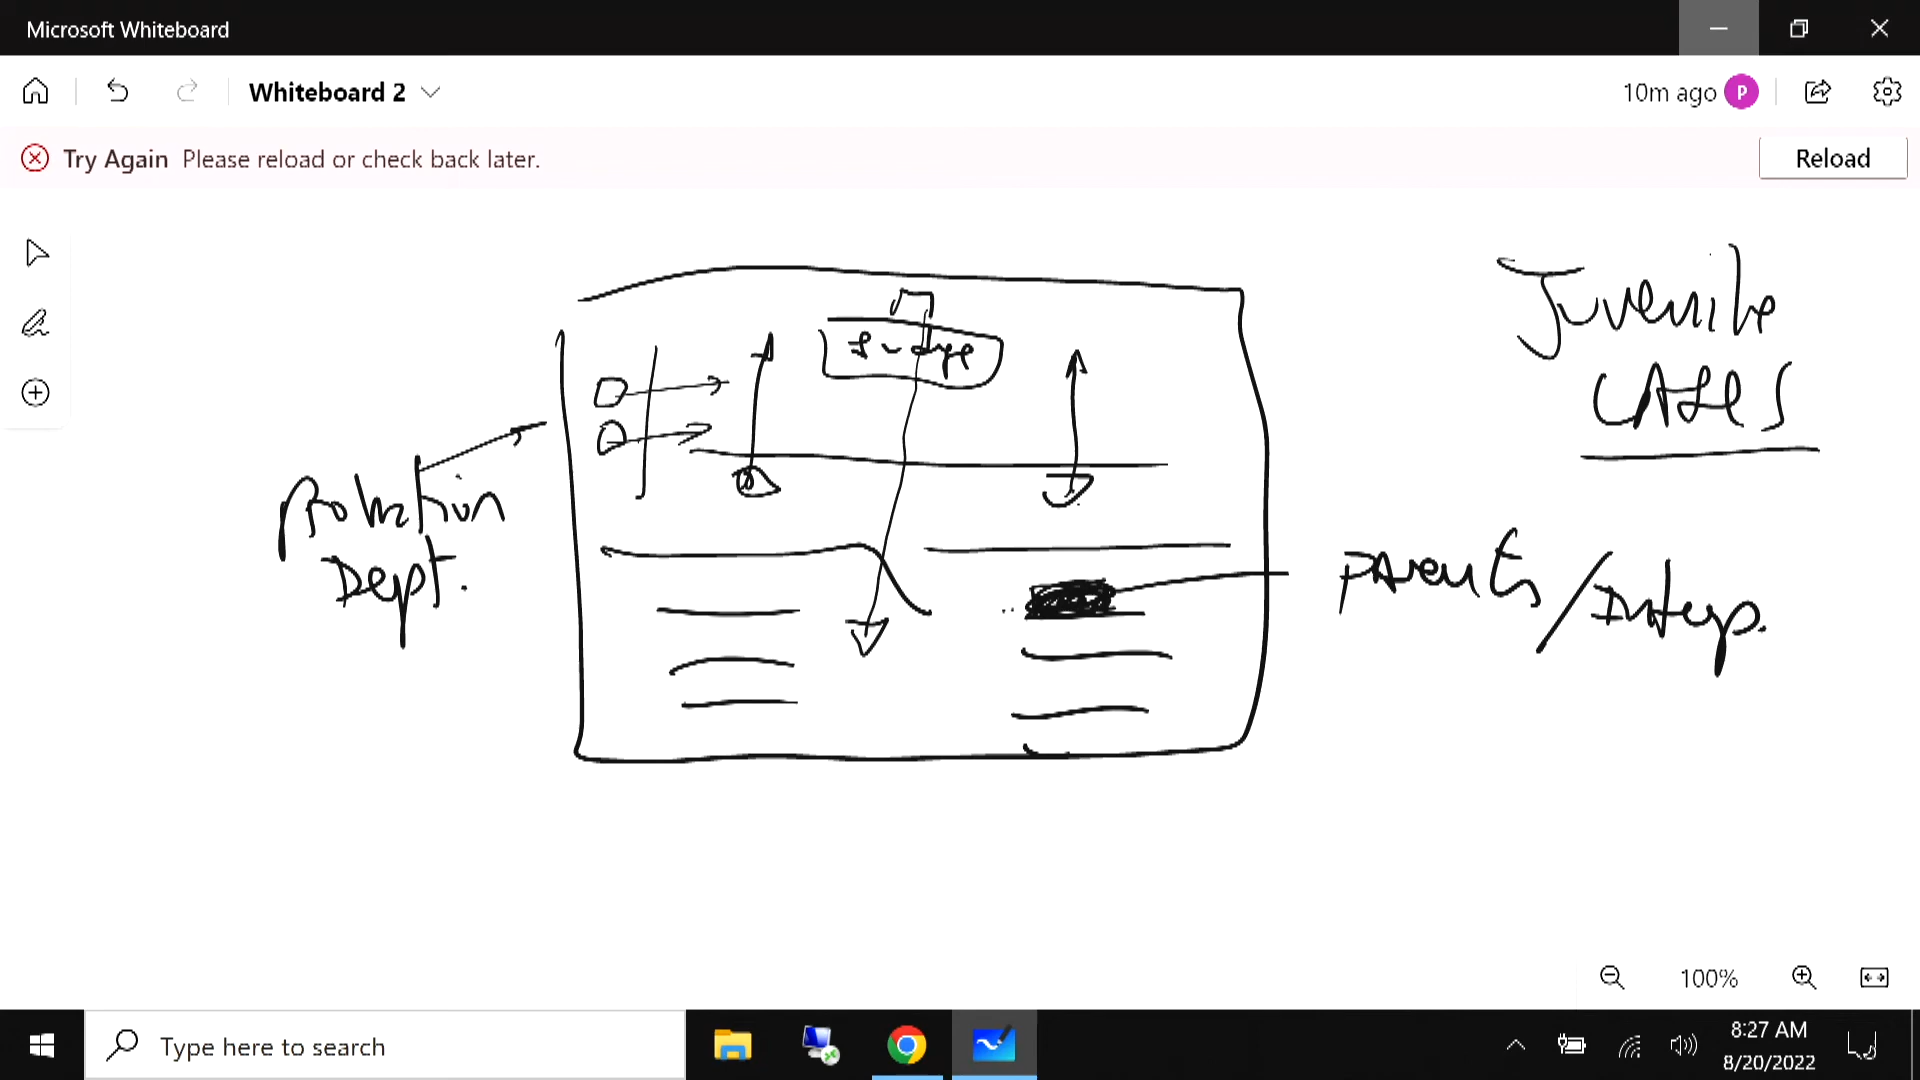 Microsoft Whiteboard
Whiteboard 2
10m ago P
Try Again Please reload or check back later.
Reload
Juvenile
CASES
Judge
Probation
Dept.
Parents/Interp.
100%
Type here to search
8:27 AM
8/20/2022